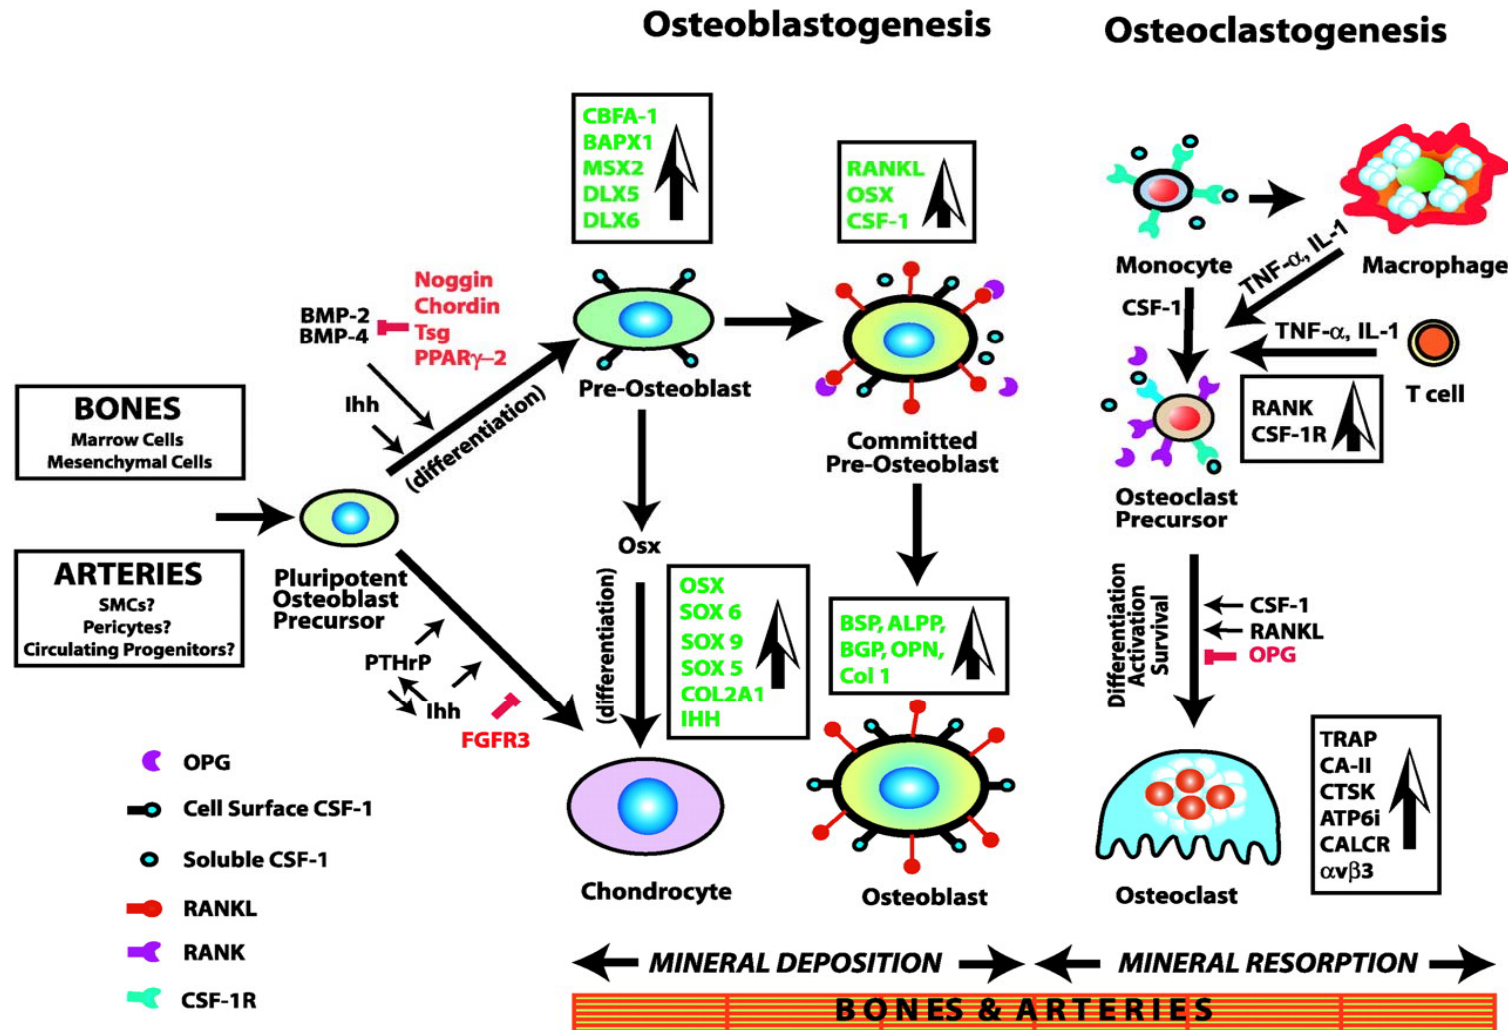 Osteoblastogenesis
Osteoclastogenesis
CBFA-1
BAPX1
MSX2
DLX5
DLX6
RANKL
OSX
CSF-1
Noggin
Chordin
Tsg
PPARγ–2
BMP-2
BMP-4
Ihh
(differentiation)
Pre-Osteoblast
Committed
Pre-Osteoblast
Monocyte
Macrophage
TNF-α, IL-1
CSF-1
TNF-α, IL-1
T cell
RANK
CSF-1R
Osteoclast
Precursor
BONES
Marrow Cells
Mesenchymal Cells
ARTERIES
SMCs?
Pericytes?
Circulating Progenitors?
Pluripotent
Osteoblast
Precursor
PTHrP
Ihh
FGFR3
Osx
(differentiation)
OSX
SOX 6
SOX 9
SOX 5
COL2A1
IHH
BSP, ALPP,
BGP, OPN,
Col 1
Differentiation
Activation
Survival
CSF-1
RANKL
OPG
TRAP
CA-II
CTSK
ATP6i
CALCR
αvβ3
Chondrocyte
Osteoblast
Osteoclast
OPG
Cell Surface CSF-1
Soluble CSF-1
RANKL
RANK
CSF-1R
MINERAL DEPOSITION
MINERAL RESORPTION
BONES & ARTERIES